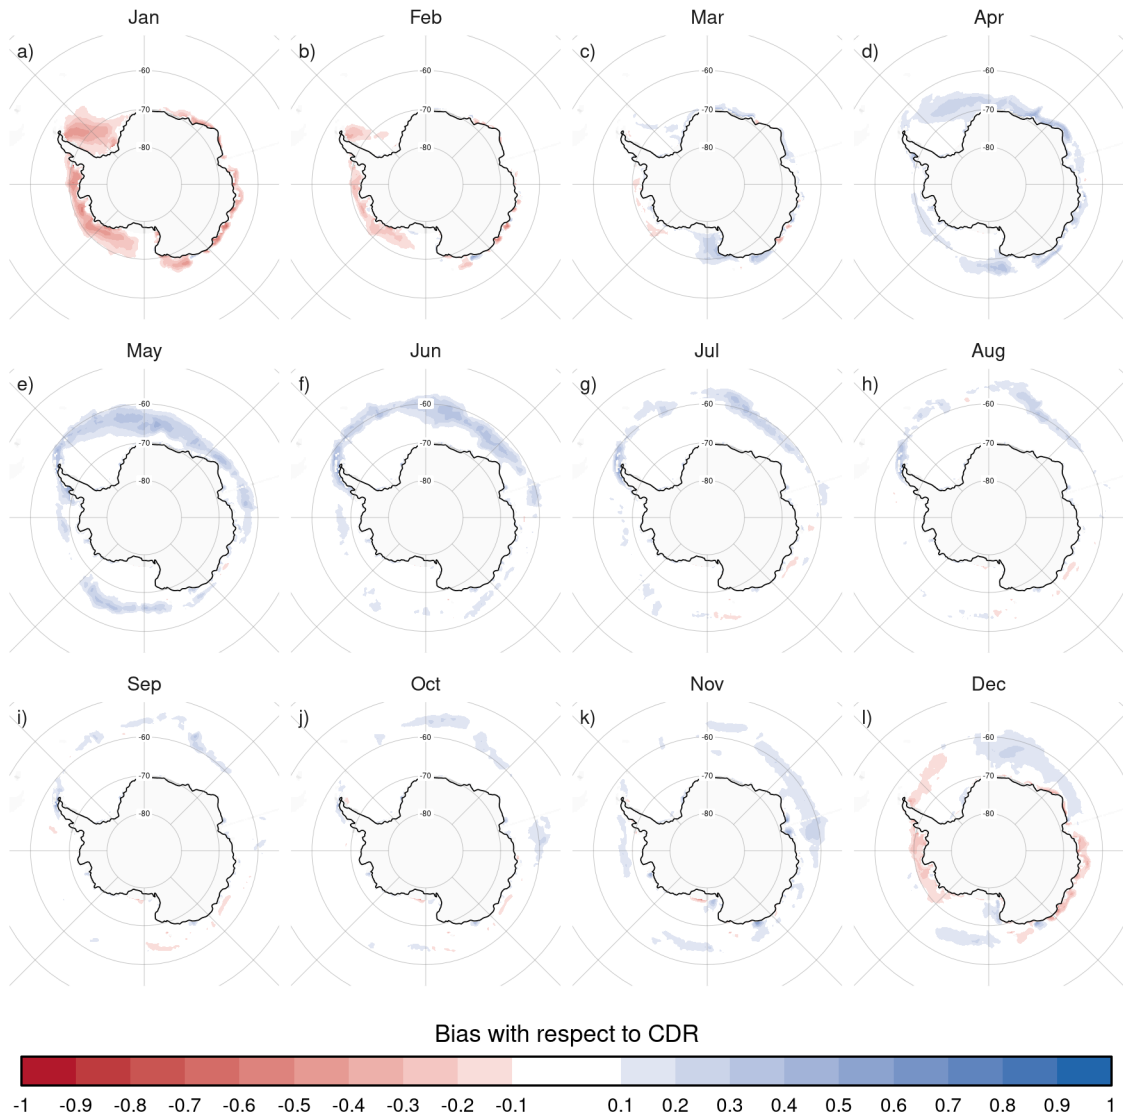 Jan Feb Mar Apr
a) b) c) d)
-60 -60 -60 -60
-70 -70 -70 -70
-80 -80 -80 -80
May Jun Jul Aug
e) f) g) h)
-60 -60 -60 -60
-70 -70 -70 -70
-80 -80 -80 -80
Sep Oct Nov Dec
i) j) k) l)
-60 -60 -60 -60
-70 -70 -70 -70
-80 -80 -80 -80
Bias with respect to CDR
-1 -0.9 -0.8 -0.7 -0.6 -0.5 -0.4 -0.3 -0.2 -0.1 0.1 0.2 0.3 0.4 0.5 0.6 0.7 0.8 0.9 1